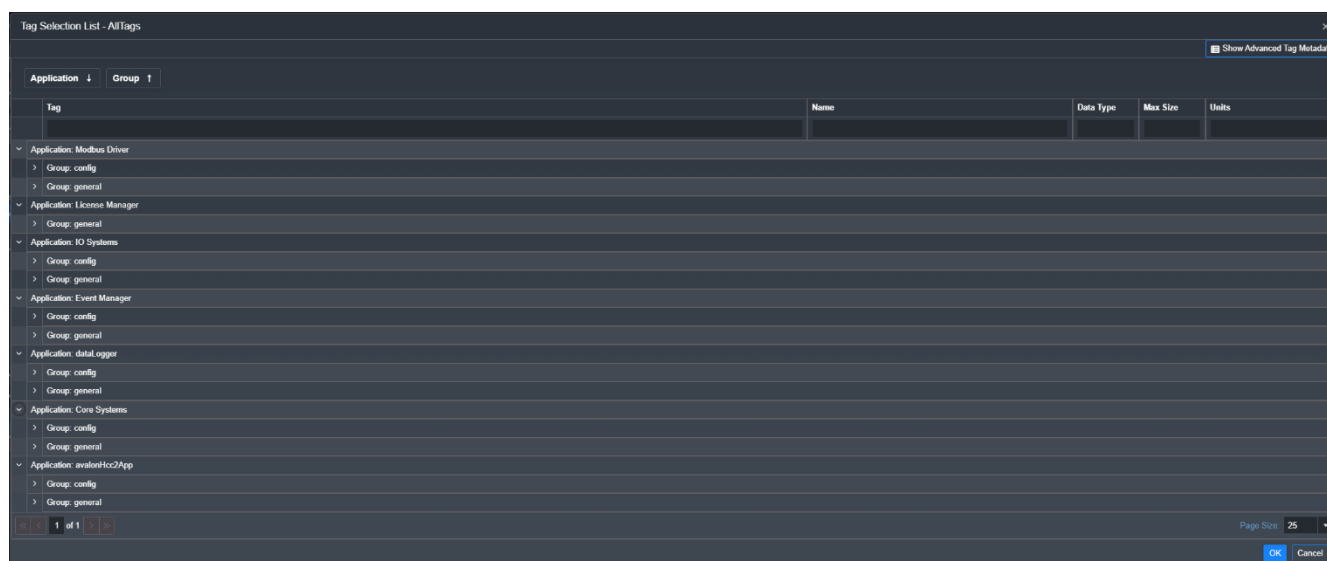 Tag Selection List - AllTags
Show Advanced Tag Metadat
Application ↓ Group ↑
Tag Name Data Type Max Size Units
Application: Modbus Driver
Group: config
Group: general
Application: License Manager
Group: general
Application: IO Systems
Group: config
Group: general
Application: Event Manager
Group: config
Group: general
Application: dataLogger
Group: config
Group: general
Application: Core Systems
Group: config
Group: general
Application: avalonHcc2App
Group: config
Group: general
1 of 1 Page Size: 25
OK Cancel